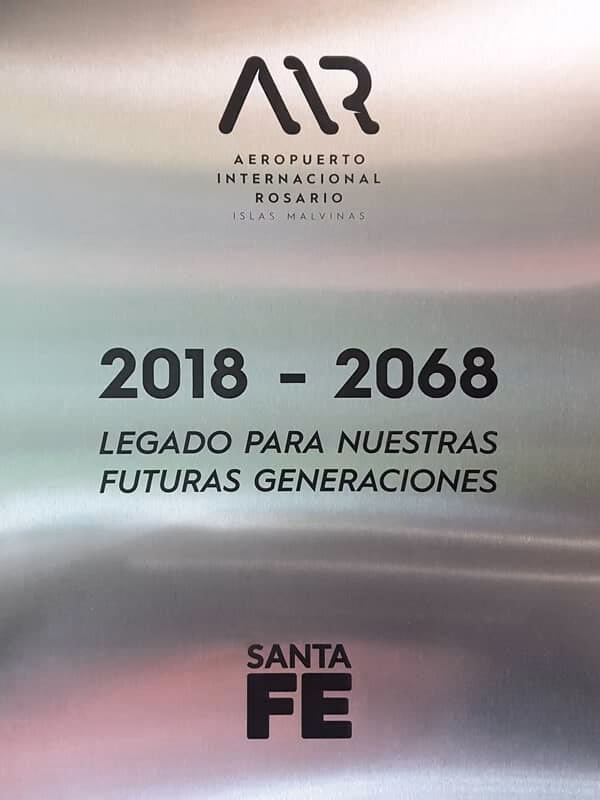 AIR
AEROPUERTO
INTERNACIONAL
ROSARIO
ISLAS MALVINAS
2018 - 2068
LEGADO PARA NUESTRAS
FUTURAS GENERACIONES
SANTA
FE